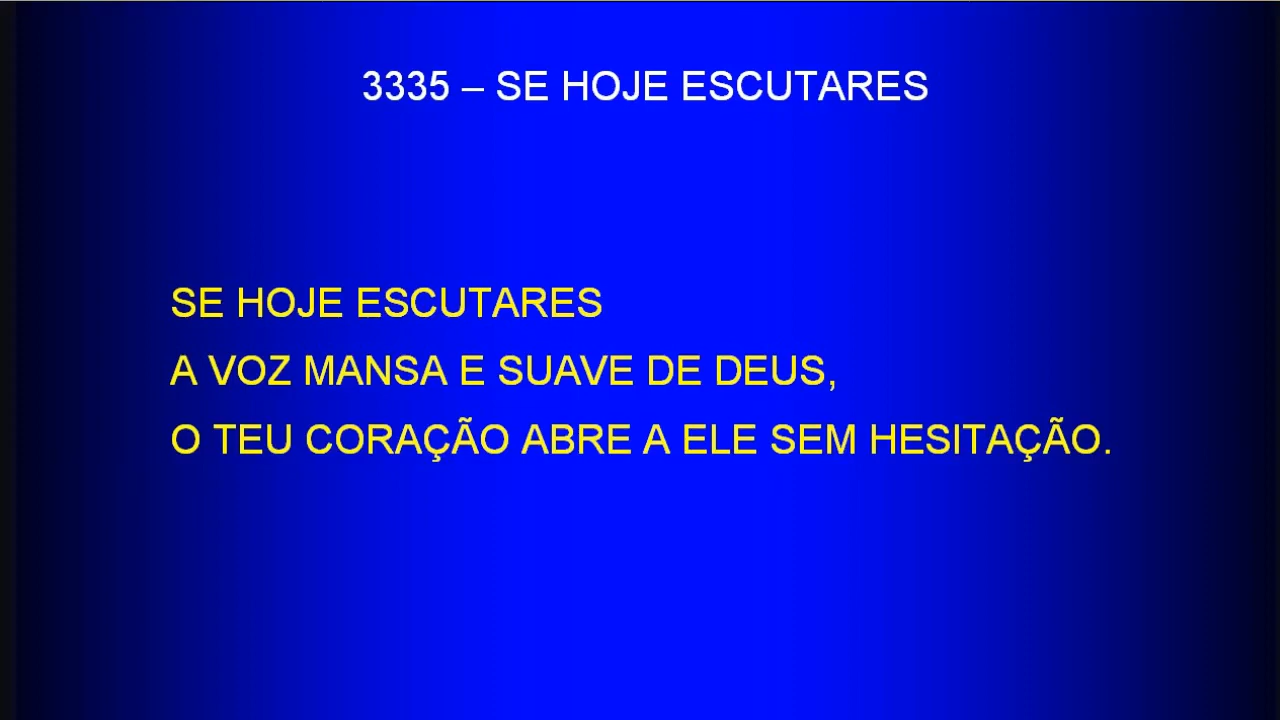 3335 – SE HOJE ESCUTARES
SE HOJE ESCUTARES
A VOZ MANSA E SUAVE DE DEUS,
O TEU CORAÇÃO ABRE A ELE SEM HESITAÇÃO.